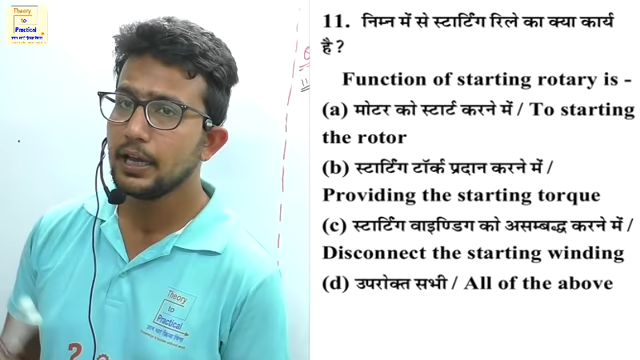 Theory
to
Practical
11. निम्न में से स्टार्टिंग रिले का क्या कार्य
है ?
Function of starting rotary is -
(a) मोटर को स्टार्ट करने में / To starting
the rotor
(b) स्टार्टिंग टॉर्क प्रदान करने में /
Providing the starting torque
(c) स्टार्टिंग वाइण्डिग को असम्बद्ध करने में /
Disconnect the starting winding
(d) उपरोक्त सभी / All of the above
Theory
to
Practical